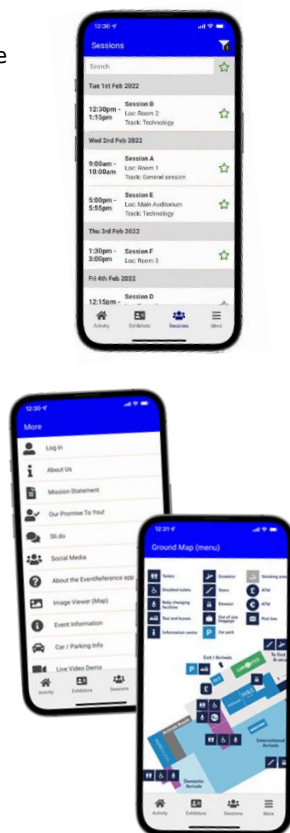 e
12:30
Sessions
Search
Tue 1st Feb 2022
12:30pm - 1:15pm
Session B
Loc: Room 2
Track: Technology
Wed 2nd Feb 2022
9:00am - 10:00am
Session A
Loc: Room 1
Track: General session
5:00pm - 5:55pm
Session E
Loc: Main Auditorium
Track: Technology
Thu 3rd Feb 2022
1:30pm - 3:00pm
Session F
Loc: Room 3
Fri 4th Feb 2022
12:15pm -
Session D
Activity
Exhibitors
Sessions
More
12:30
More
Log in
About Us
Mission Statement
Our Promise To You!
Sli.do
Social Media
About the EventReference app
Image Viewer (Map)
Event Information
Car / Parking Info
Live Video Demo
Activity
Exhibitors
Sessions
12:31
Ground Map (menu)
Toilets
Disabled toilets
Baby changing facilities
Taxi and busses
Information centre
Escalator
Stairs
Elevator
Out of size baggage
Car park
Smoking area
ATM
ATM
Post box
Exit / Arrivals
M&S
International Arrivals
Domestic Arrivals
Activity
Exhibitors
Sessions
More